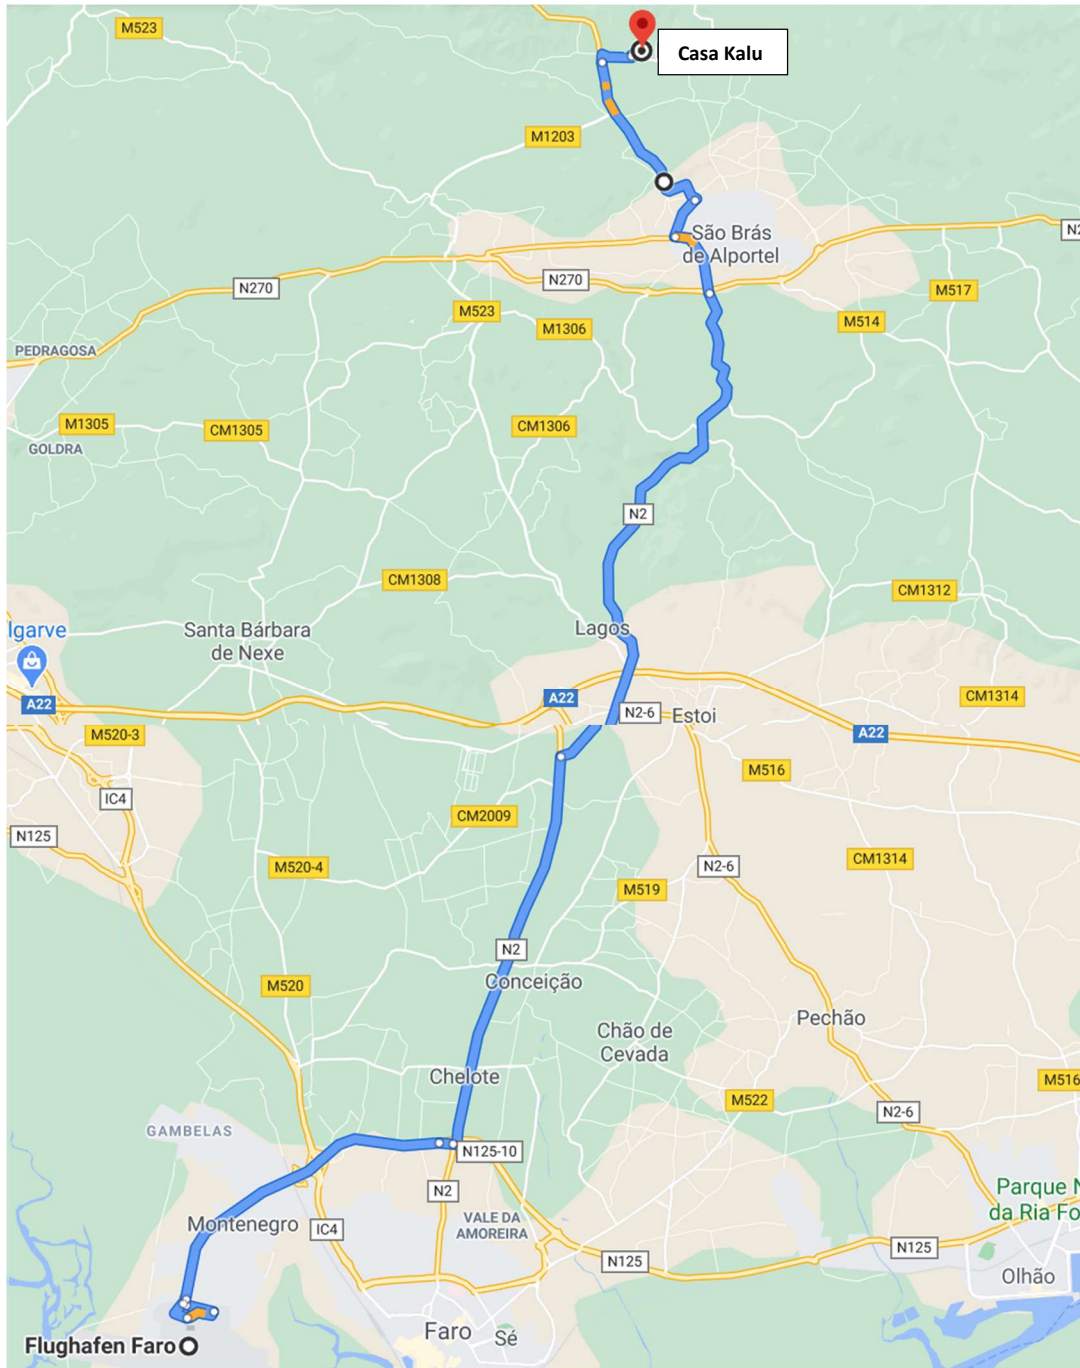 M523
Casa Kalu
M1203
São Brás
de Alportel
N2
N270
N270
M517
M523
M1306
M514
PEDRAGOSA
M1305
CM1305
CM1306
GOLDRA
N2
CM1308
CM1312
lgarve
Santa Bárbara
de Nexe
Lagos
A22
A22
CM1314
N2-6
Estoi
M520-3
A22
M516
IC4
CM2009
N125
M520-4
N2-6
CM1314
M519
N2
Conceição
M520
Pechão
Chão de
Cevada
Chelote
M516
M522
N2-6
GAMBELAS
N125-10
N2
Parque N
da Ria Fo
Montenegro
IC4
VALE DA
AMOREIRA
N125
N125
Olhão
Faro
Sé
Flughafen Faro